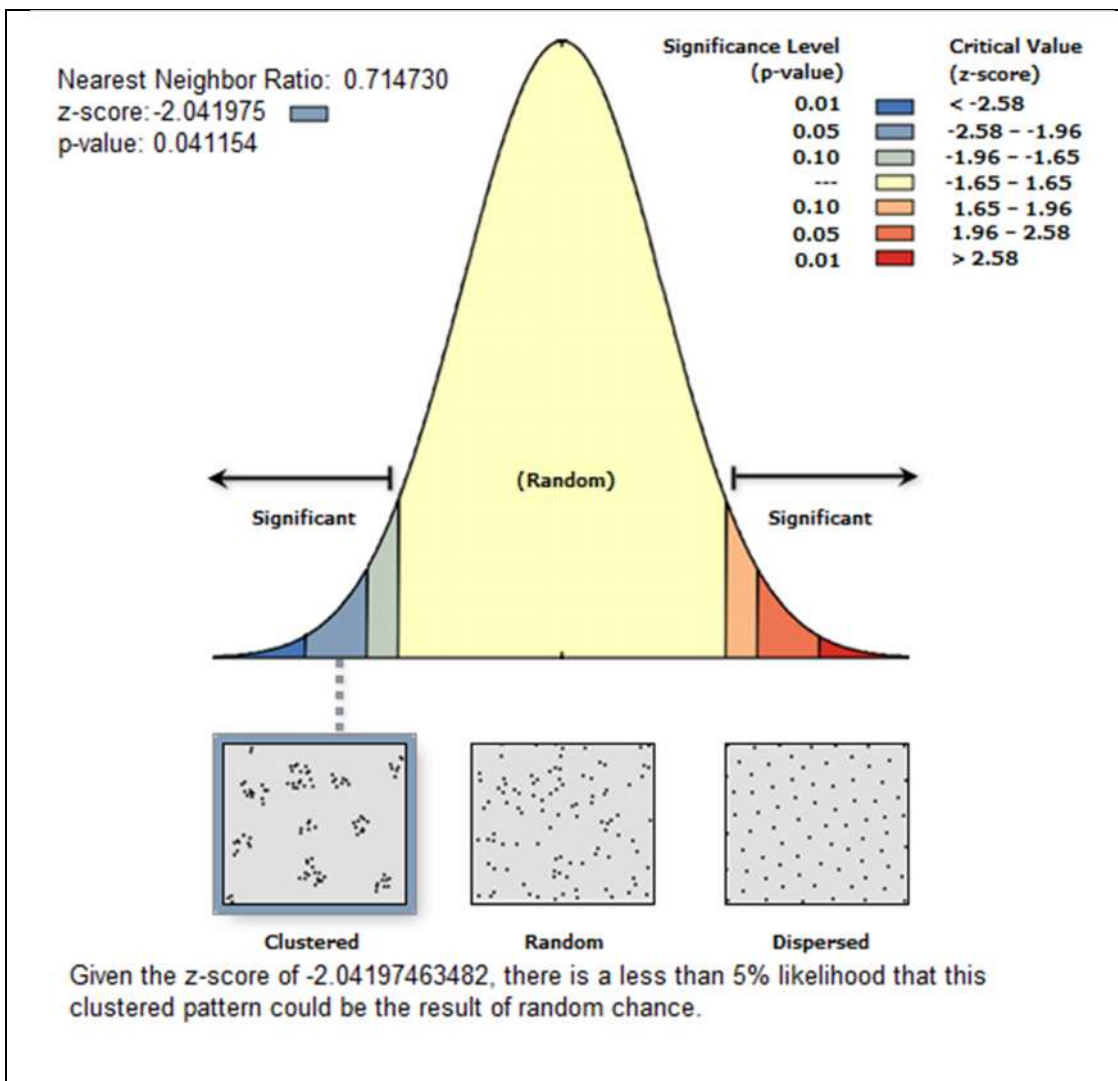 Nearest Neighbor Ratio: 0.714730
z-score: -2.041975
p-value: 0.041154
Significance Level Critical Value
(p-value) (z-score)
0.01 < -2.58
0.05 -2.58 – -1.96
0.10 -1.96 – -1.65
--- -1.65 – 1.65
0.10 1.65 – 1.96
0.05 1.96 – 2.58
0.01 > 2.58
(Random)
Significant Significant
Clustered Random Dispersed
Given the z-score of -2.04197463482, there is a less than 5% likelihood that this
clustered pattern could be the result of random chance.